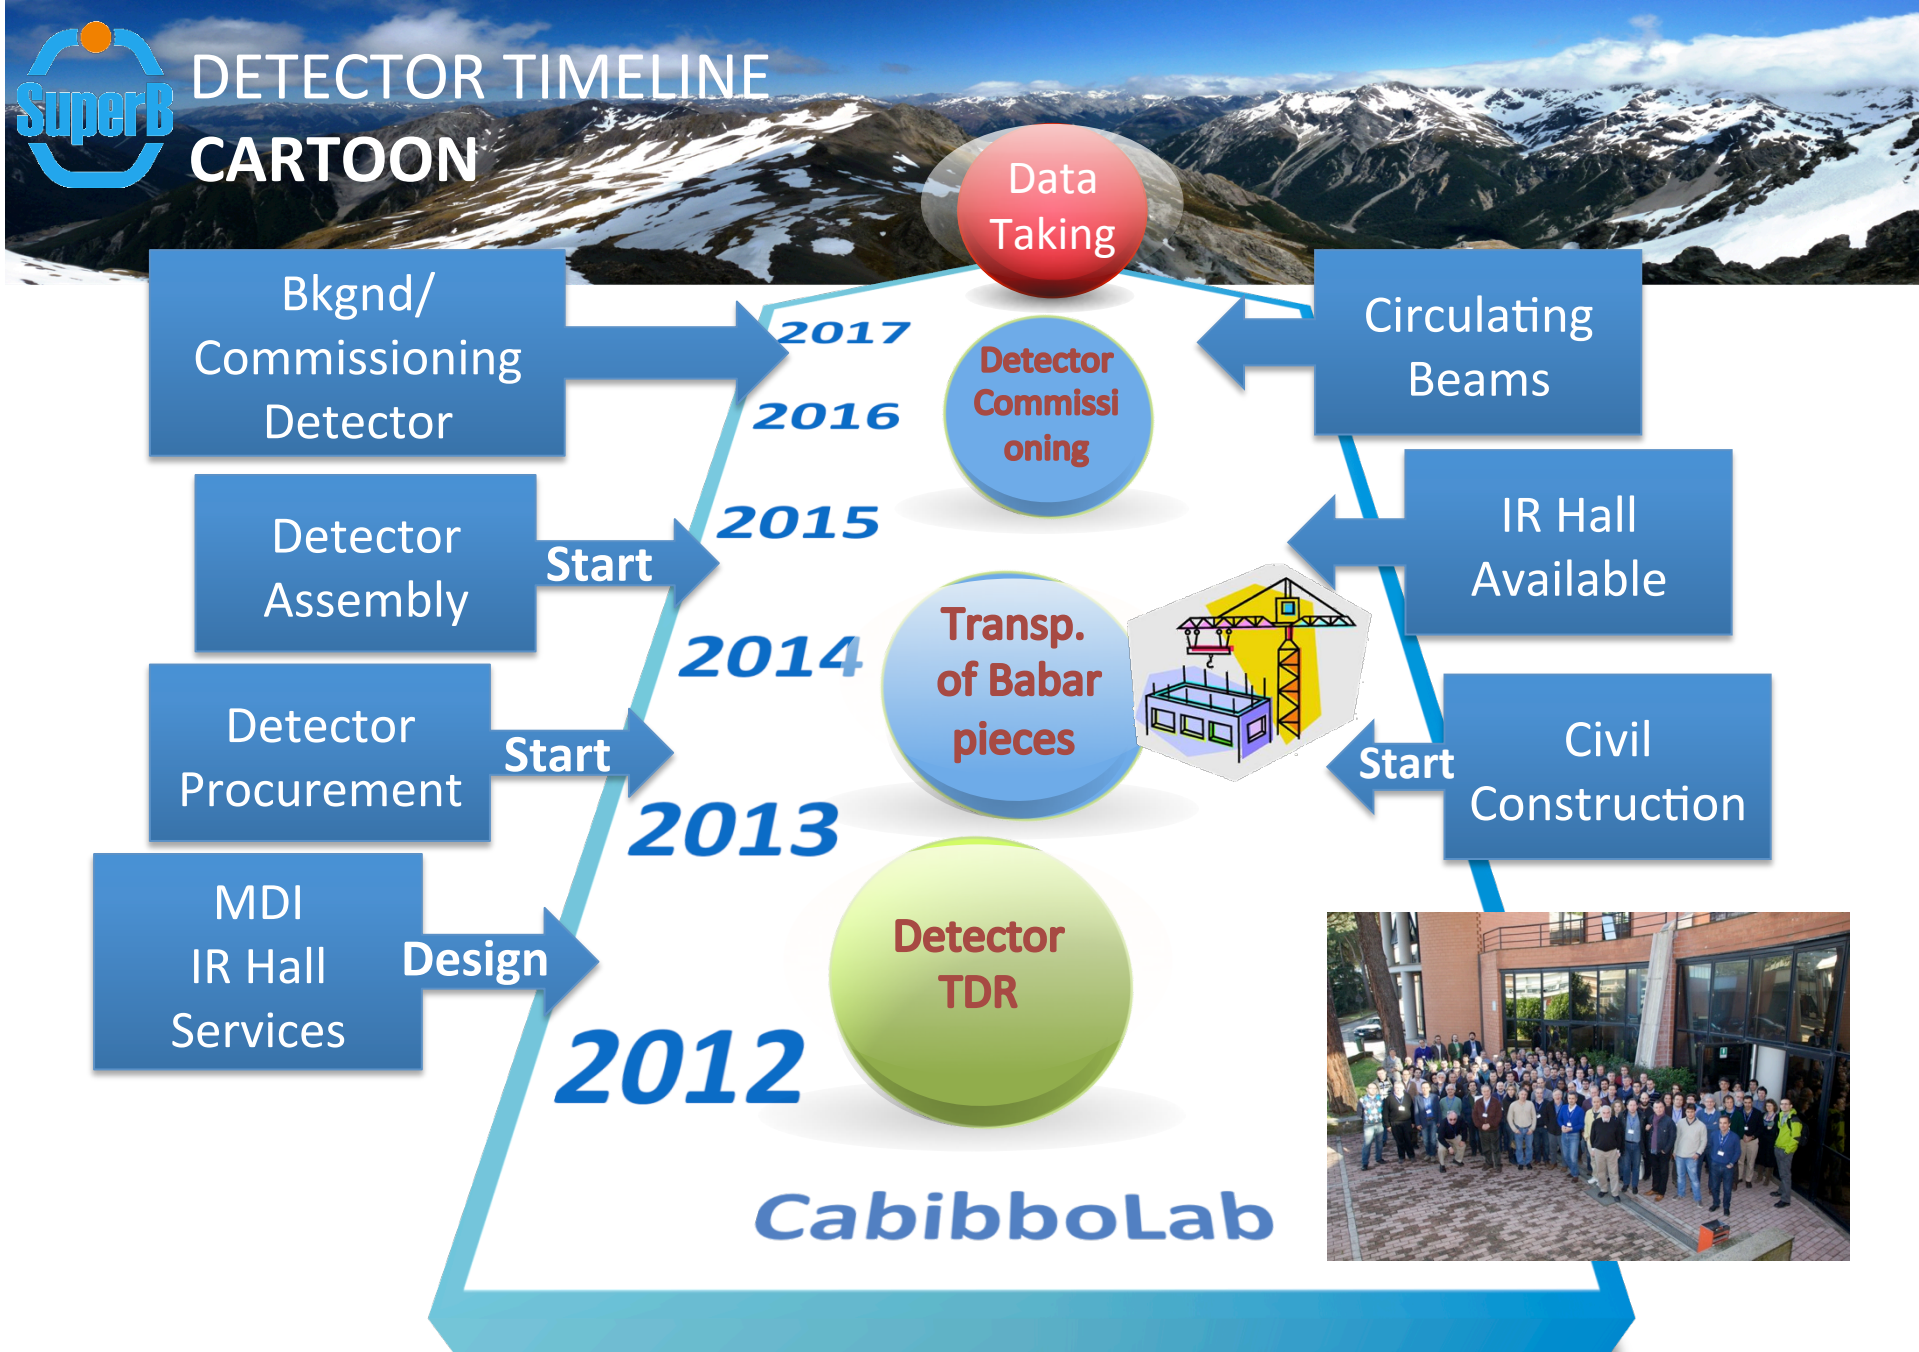 SuperB
DETECTOR TIMELINE
CARTOON
Data
Taking
Bkgnd/
Commissioning
Detector
Circulating
Beams
2017
Detector
Commissi
oning
2016
Detector
Assembly
Start
2015
IR Hall
Available
Transp.
of Babar
pieces
2014
Detector
Procurement
Start
Start
Civil
Construction
2013
MDI
IR Hall
Services
Design
Detector
TDR
2012
CabibboLab